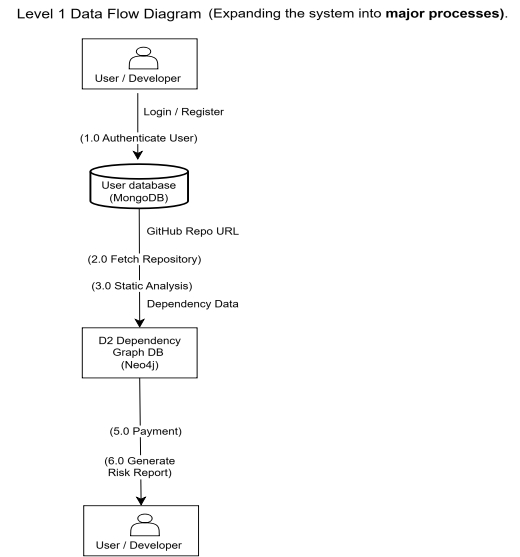 Level 1 Data Flow Diagram (Expanding the system into major processes).
User / Developer
Login / Register
(1.0 Authenticate User)
User database
(MongoDB)
GitHub Repo URL
(2.0 Fetch Repository)
(3.0 Static Analysis)
Dependency Data
D2 Dependency
Graph DB
(Neo4j)
(5.0 Payment)
(6.0 Generate
Risk Report)
User / Developer